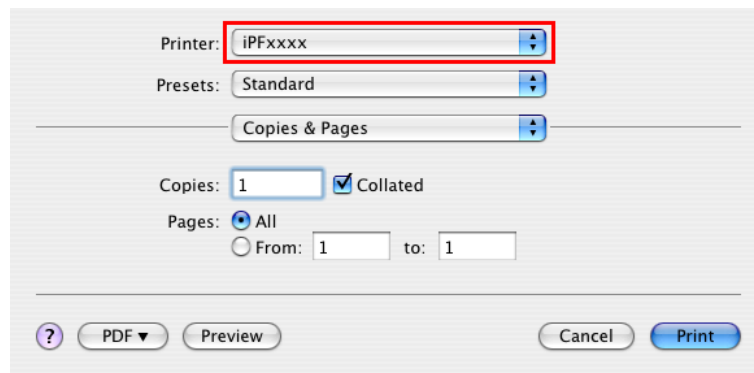 Printer: iPFxxxx
Presets: Standard
Copies & Pages
Copies: 1 Collated
Pages: All
From: 1 to: 1
? PDF▼ Preview Cancel Print